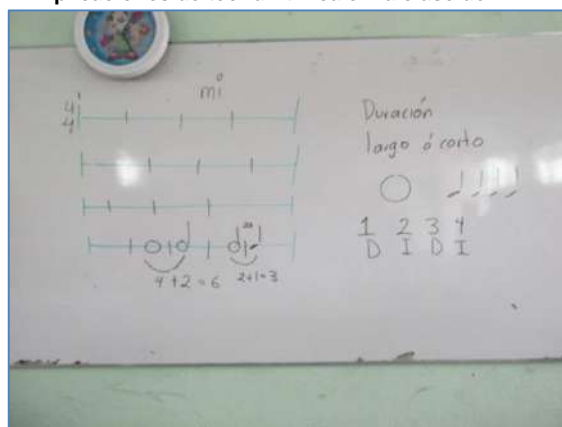 mi
4
4
4 + 2 = 6
2+1=3
Duración
largo ó corto
1 2 3 4
D I D I